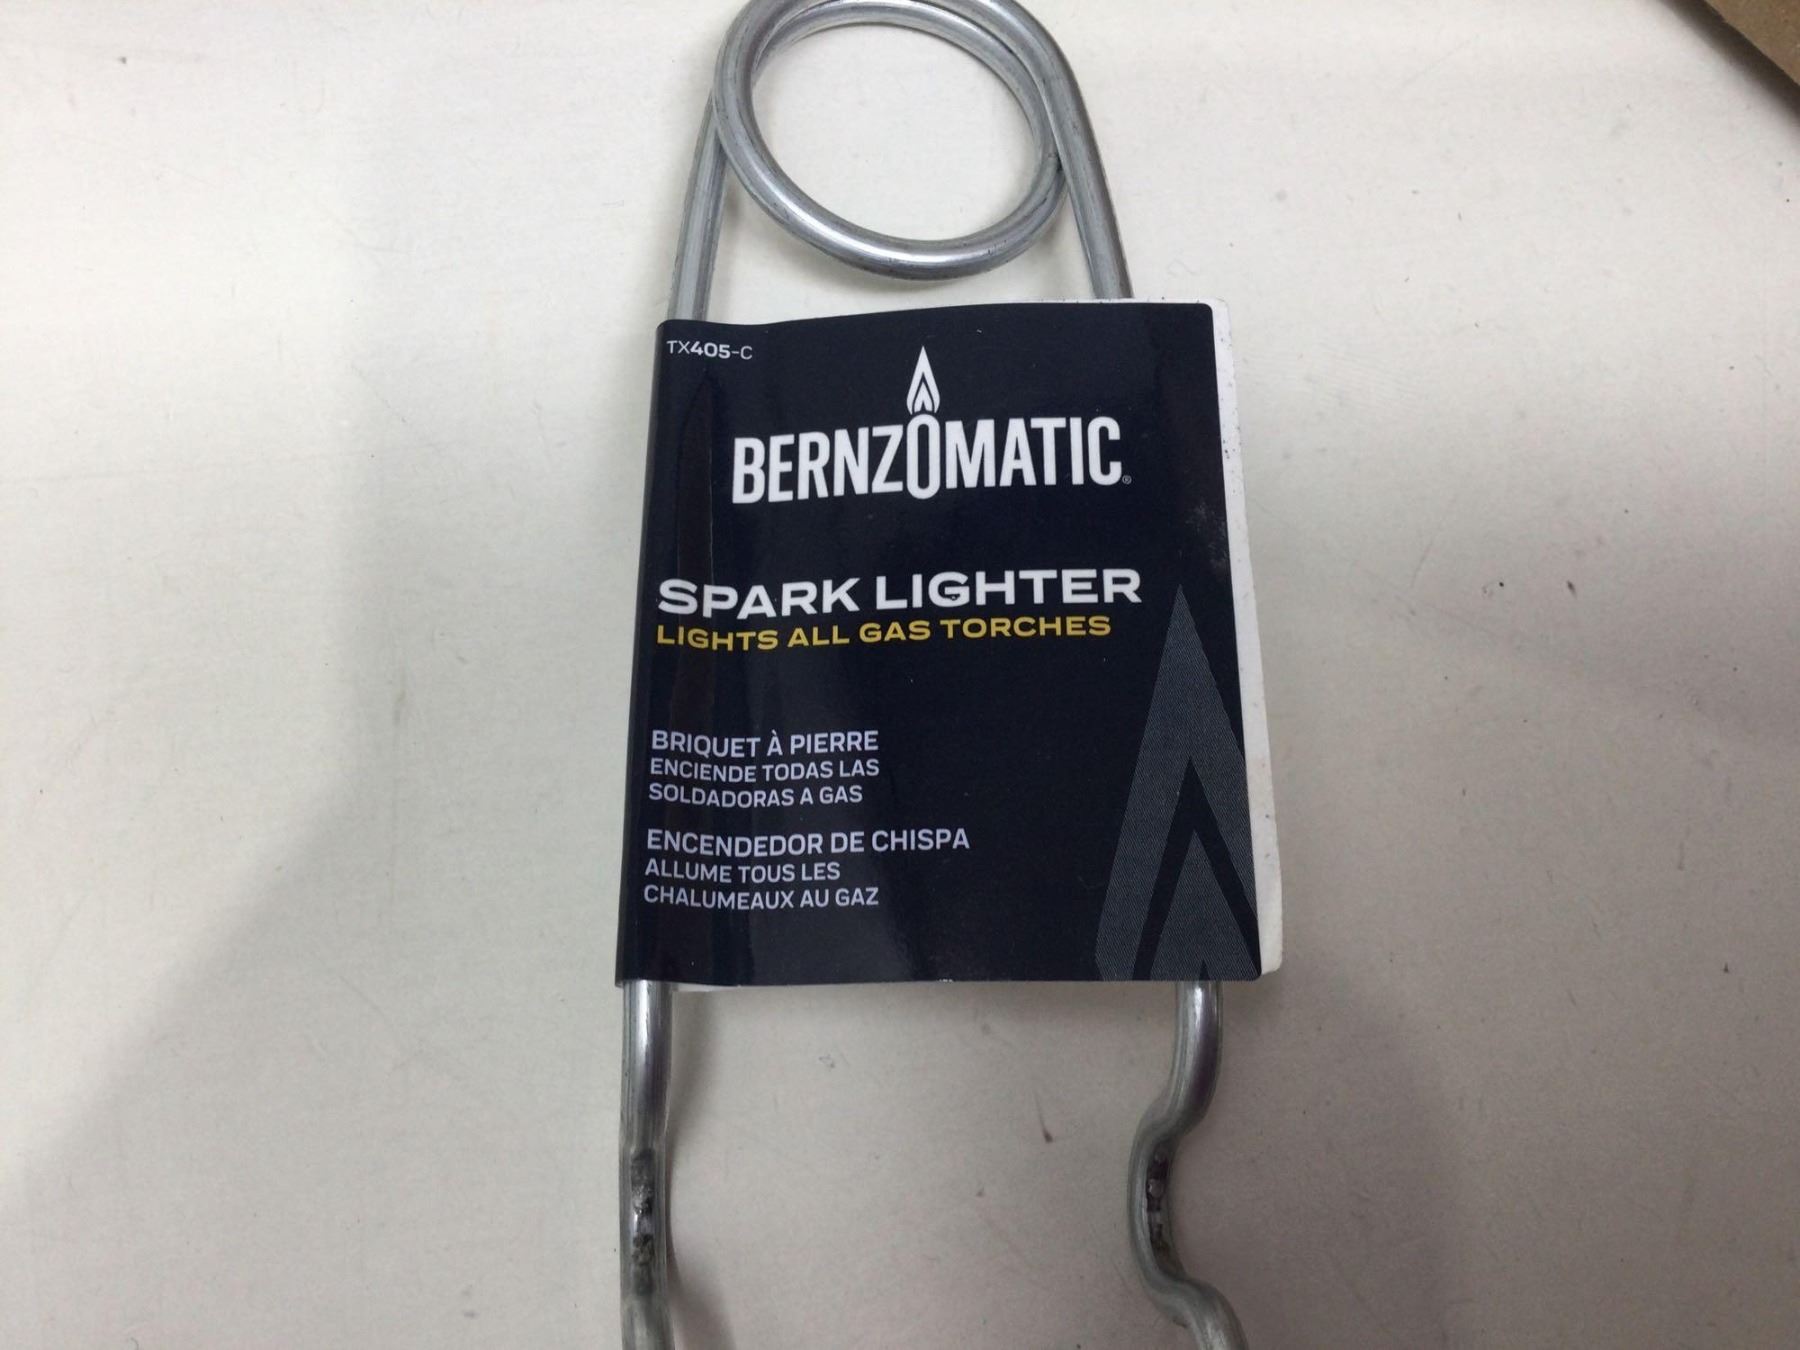 TX405-C
BERNZOMATIC®
SPARK LIGHTER
LIGHTS ALL GAS TORCHES
BRIQUET À PIERRE
ENCIENDE TODAS LAS
SOLDADORAS A GAS
ENCENDEDOR DE CHISPA
ALLUME TOUS LES
CHALUMEAUX AU GAZ